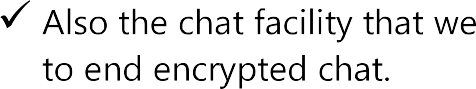 ✓ Also the chat facility that we
to end encrypted chat.